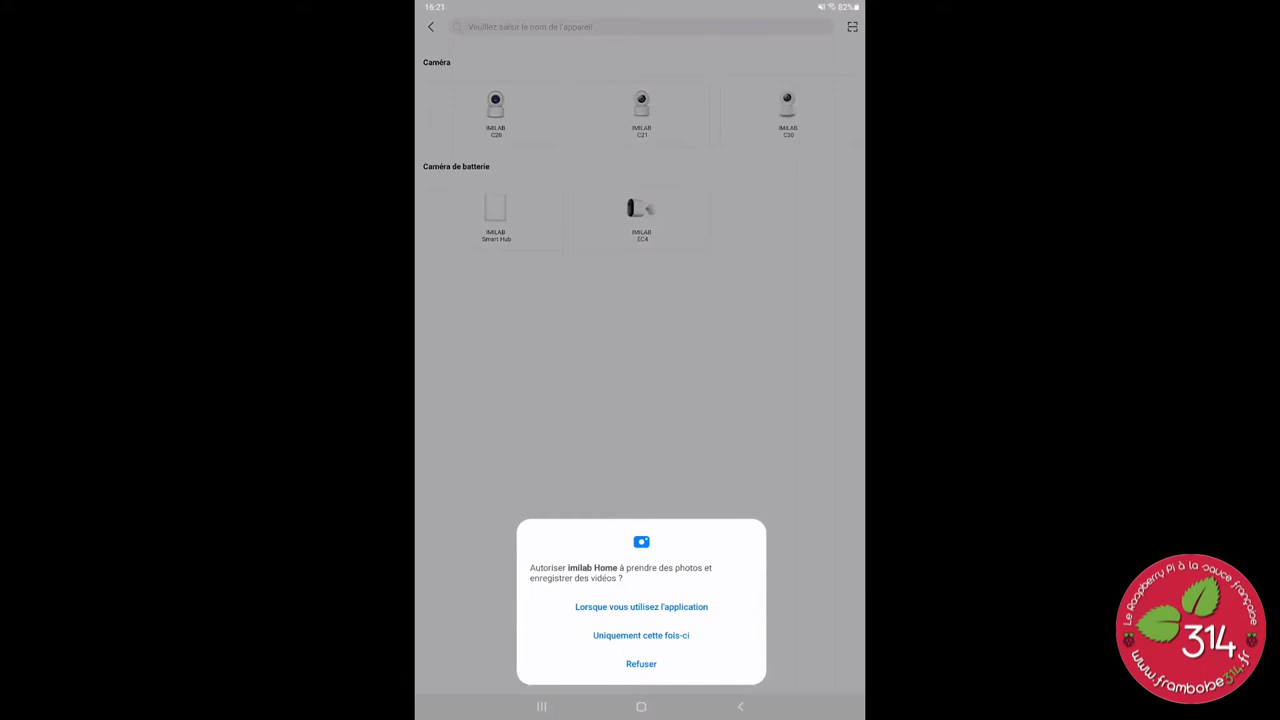 16:21
82%
Veuillez saisir le nom de l'appareil
Caméra
IMILAB
C20
IMILAB
C21
IMILAB
C30
Caméra de batterie
IMILAB
Smart Hub
IMILAB
EC4
Autoriser imilab Home à prendre des photos et
enregistrer des vidéos ?
Lorsque vous utilisez l'application
Uniquement cette fois-ci
Refuser
Le Raspberry Pi à la sauce française
314
www.framboise314.fr